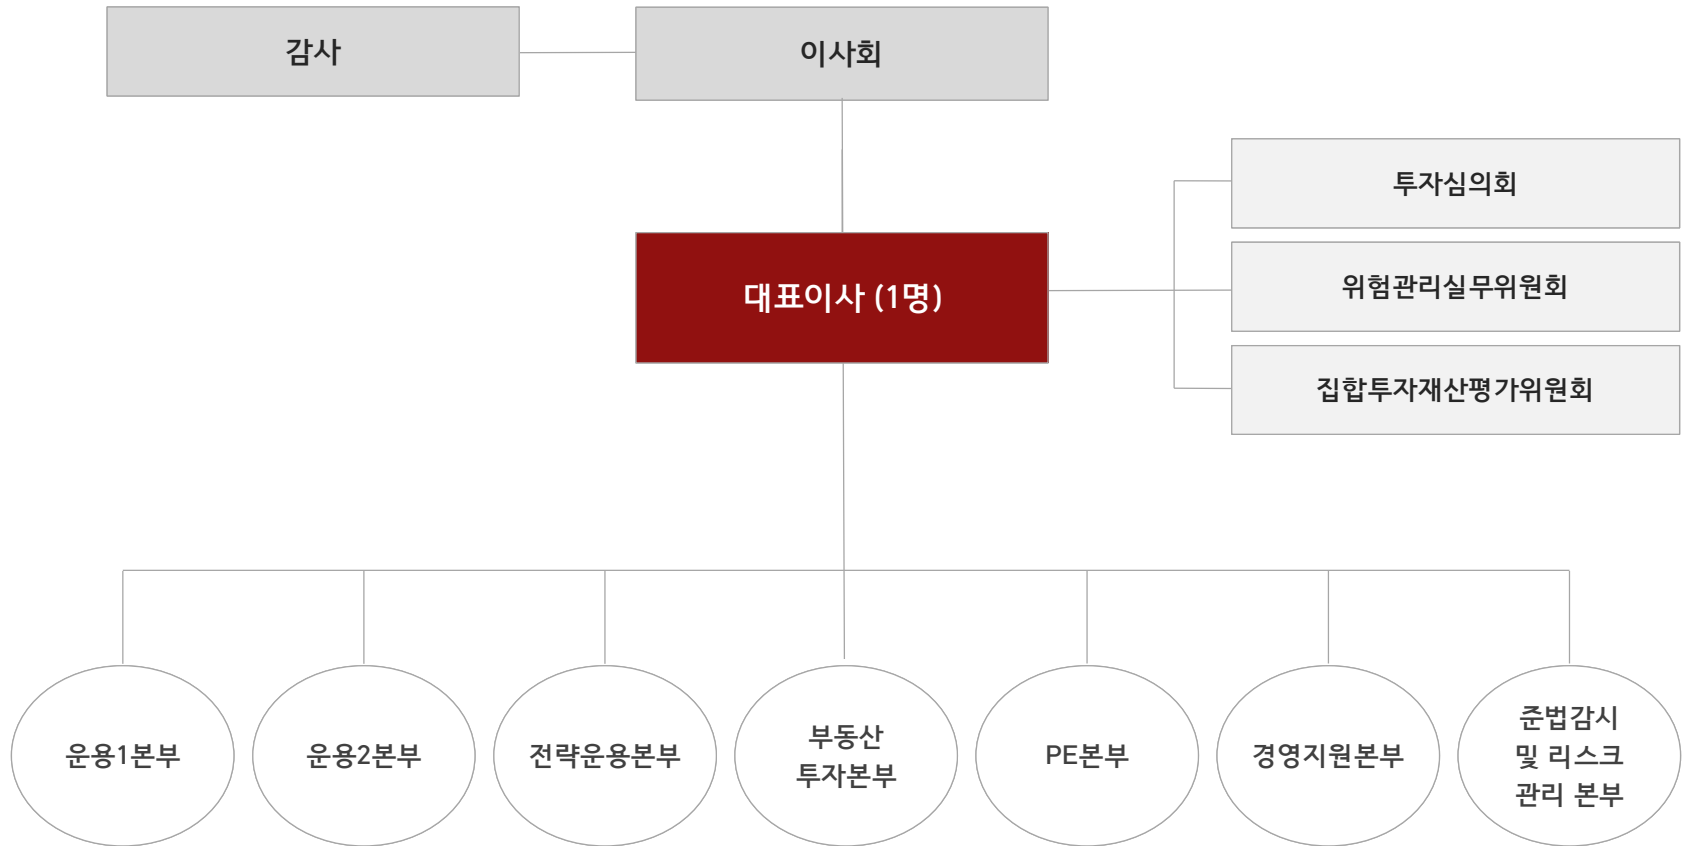 감사
이사회
투자심의회
위험관리실무위원회
대표이사 (1명)
집합투자재산평가위원회
운용1본부
운용2본부
전략운용본부
부동산
투자본부
PE본부
경영지원본부
준법감시
및 리스크
관리 본부